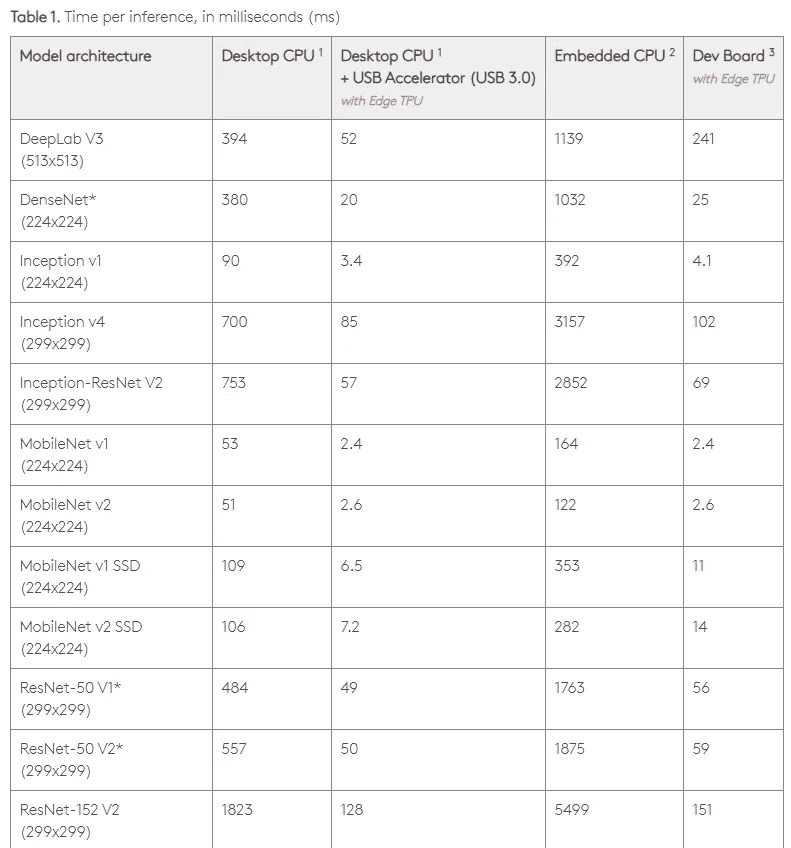 Table 1. Time per inference, in milliseconds (ms)
Model architecture Desktop CPU 1 Desktop CPU 1 Embedded CPU 2 Dev Board 3
+ USB Accelerator (USB 3.0) with Edge TPU
with Edge TPU
DeepLab V3 394 52 1139 241
(513x513)
DenseNet* 380 20 1032 25
(224x224)
Inception v1 90 3.4 392 4.1
(224x224)
Inception v4 700 85 3157 102
(299x299)
Inception-ResNet V2 753 57 2852 69
(299x299)
MobileNet v1 53 2.4 164 2.4
(224x224)
MobileNet v2 51 2.6 122 2.6
(224x224)
MobileNet v1 SSD 109 6.5 353 11
(224x224)
MobileNet v2 SSD 106 7.2 282 14
(224x224)
ResNet-50 V1* 484 49 1763 56
(299x299)
ResNet-50 V2* 557 50 1875 59
(299x299)
ResNet-152 V2 1823 128 5499 151
(299x299)